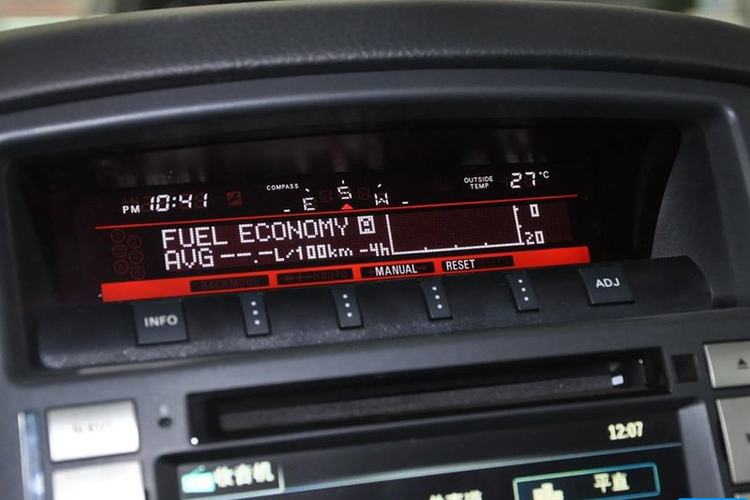 COMPASS
OUTSIDE TEMP
PM 10:41
E S W
27°C
FUEL ECONOMY
0
AVG --.-L/100km -4h
20
MANUAL
RESET
INFO
ADJ
12:07
收音机
平直